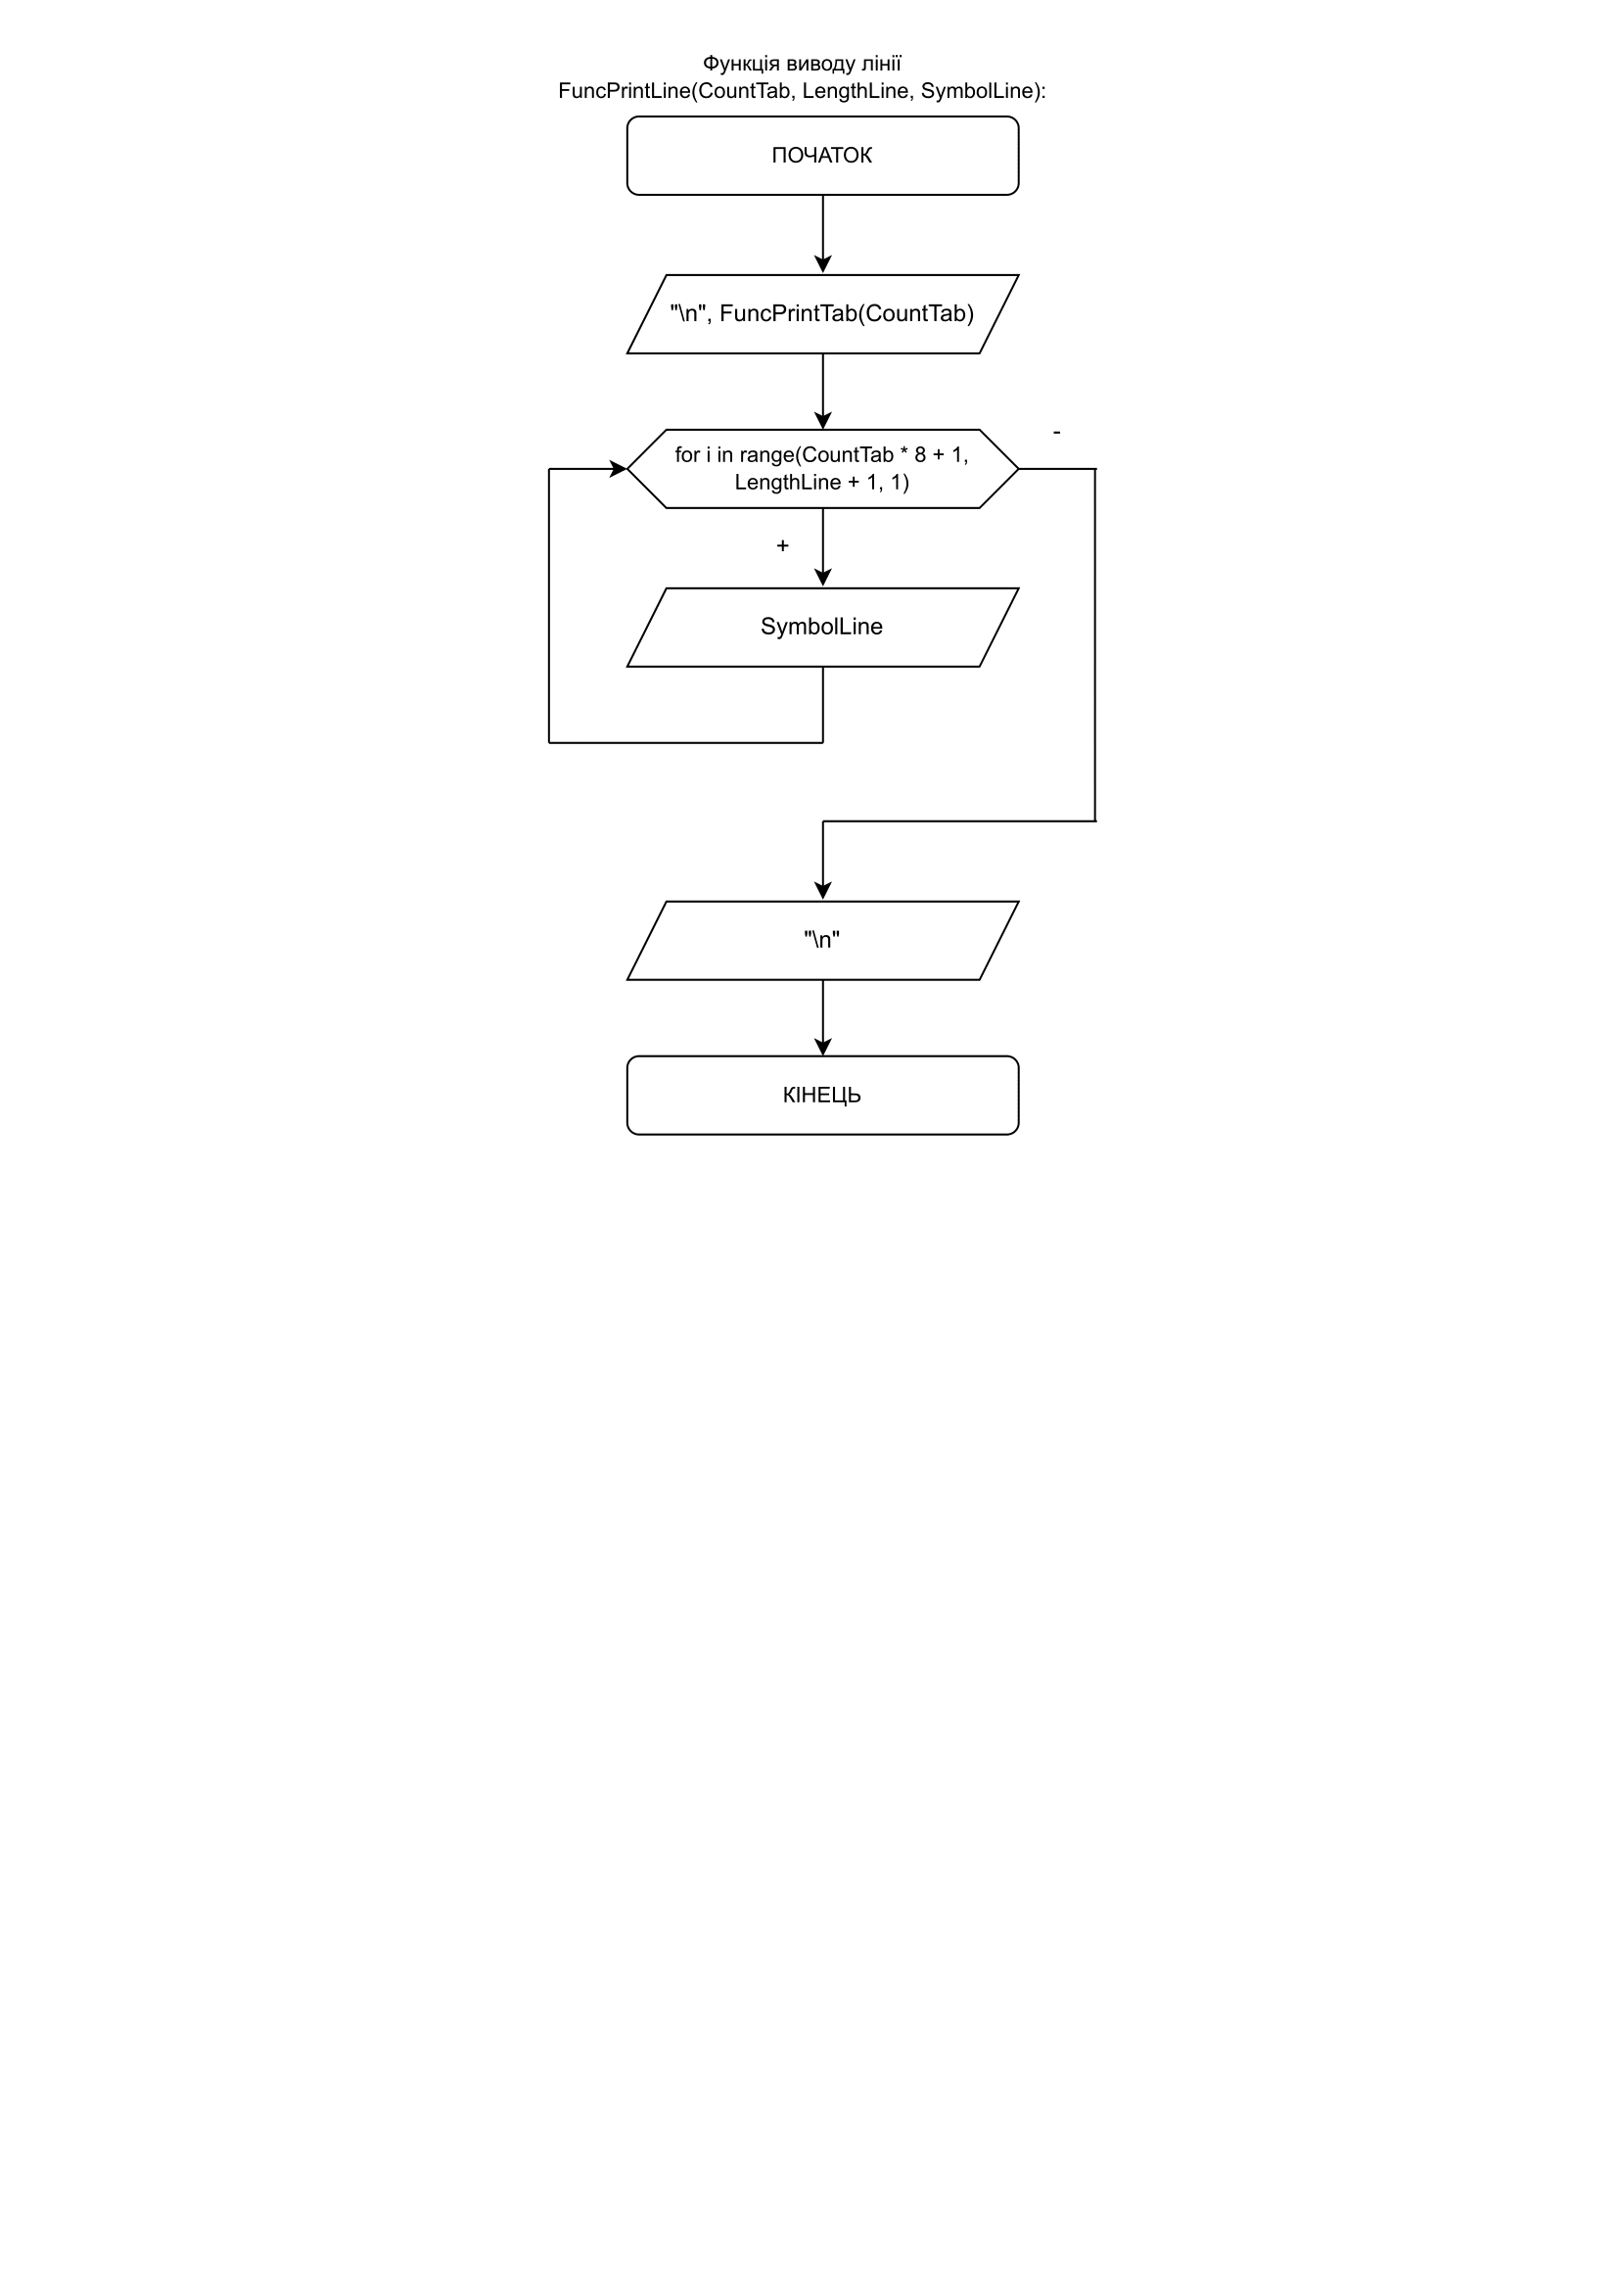 Функція виводу лінії
FuncPrintLine(CountTab, LengthLine, SymbolLine):
ПОЧАТОК
"\n", FuncPrintTab(CountTab)
-
for i in range(CountTab * 8 + 1,
LengthLine + 1, 1)
+
SymbolLine
"\n"
КІНЕЦЬ